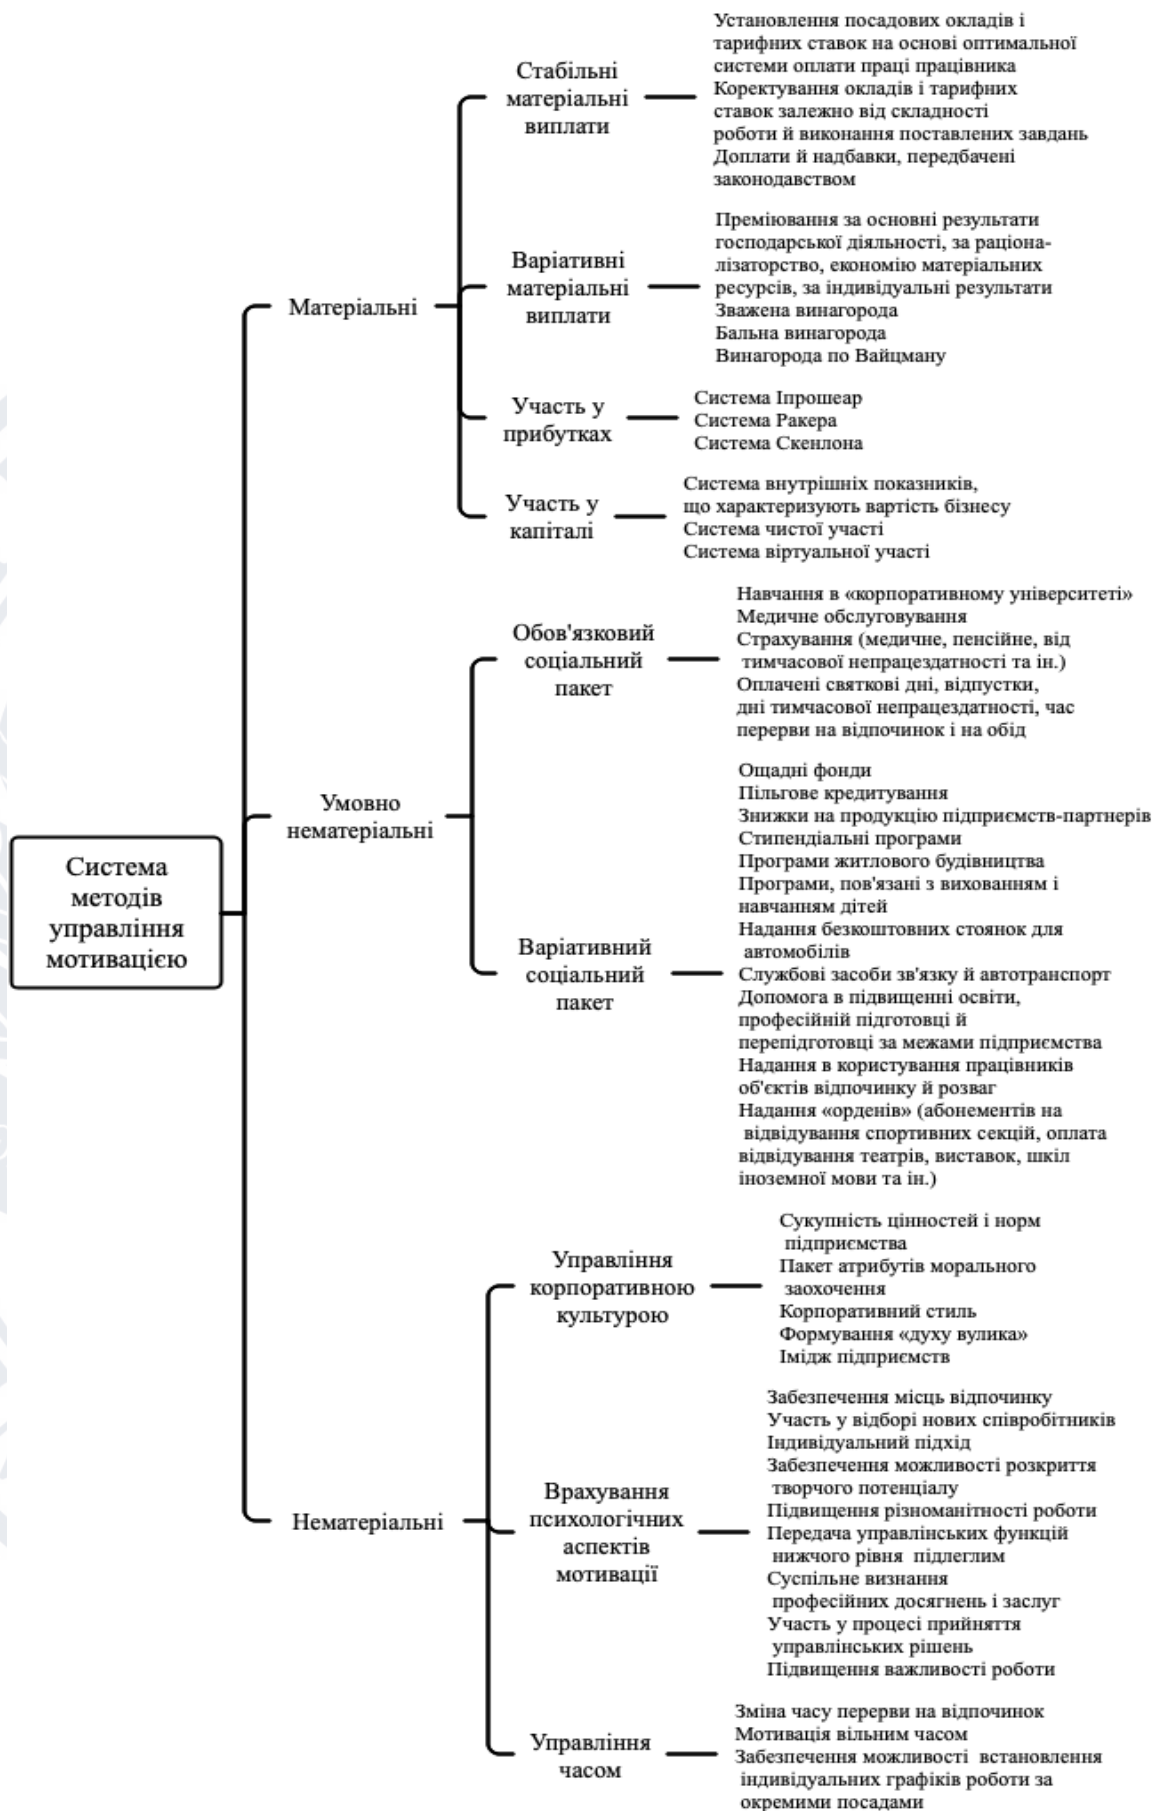 Система
методів
управління
мотивацією
Матеріальні
Стабільні
матеріальні
виплати
Установлення посадових окладів і
тарифних ставок на основі оптимальної
системи оплати праці працівника
Коректування окладів і тарифних
ставок залежно від складності
роботи й виконання поставлених завдань
Доплати й надбавки, передбачені
законодавством
Варіативні
матеріальні
виплати
Преміювання за основні результати
господарської діяльності, за раціона-
лізаторство, економію матеріальних
ресурсів, за індивідуальні результати
Зважена винагорода
Бальна винагорода
Винагорода по Вайцману
Участь у
прибутках
Система Іпрошеар
Система Ракера
Система Скенлона
Участь у
капіталі
Система внутрішніх показників,
що характеризують вартість бізнесу
Система чистої участі
Система віртуальної участі
Умовно
нематеріальні
Обов'язковий
соціальний
пакет
Навчання в «корпоративному університеті»
Медичне обслуговування
Страхування (медичне, пенсійне, від
тимчасової непрацездатності та ін.)
Оплачені святкові дні, відпустки,
дні тимчасової непрацездатності, час
перерви на відпочинок і на обід
Варіативний
соціальний
пакет
Ощадні фонди
Пільгове кредитування
Знижки на продукцію підприємств-партнерів
Стипендіальні програми
Програми житлового будівництва
Програми, пов'язані з вихованням і
навчанням дітей
Надання безкоштовних стоянок для
автомобілів
Службові засоби зв'язку й автотранспорт
Допомога в підвищенні освіти,
професійній підготовці й
перепідготовці за межами підприємства
Надання в користування працівників
об'єктів відпочинку й розваг
Надання «орденів» (абонементів на
відвідування спортивних секцій, оплата
відвідування театрів, виставок, шкіл
іноземної мови та ін.)
Нематеріальні
Управління
корпоративною
культурою
Сукупність цінностей і норм
підприємства
Пакет атрибутів морального
заохочення
Корпоративний стиль
Формування «духу вулика»
Імідж підприємств
Врахування
психологічних
аспектів
мотивації
Забезпечення місць відпочинку
Участь у відборі нових співробітників
Індивідуальний підхід
Забезпечення можливості розкриття
творчого потенціалу
Підвищення різноманітності роботи
Передача управлінських функцій
нижчого рівня підлеглим
Суспільне визнання
професійних досягнень і заслуг
Участь у процесі прийняття
управлінських рішень
Підвищення важливості роботи
Управління
часом
Зміна часу перерви на відпочинок
Мотивація вільним часом
Забезпечення можливості встановлення
індивідуальних графіків роботи за
окремими посадами